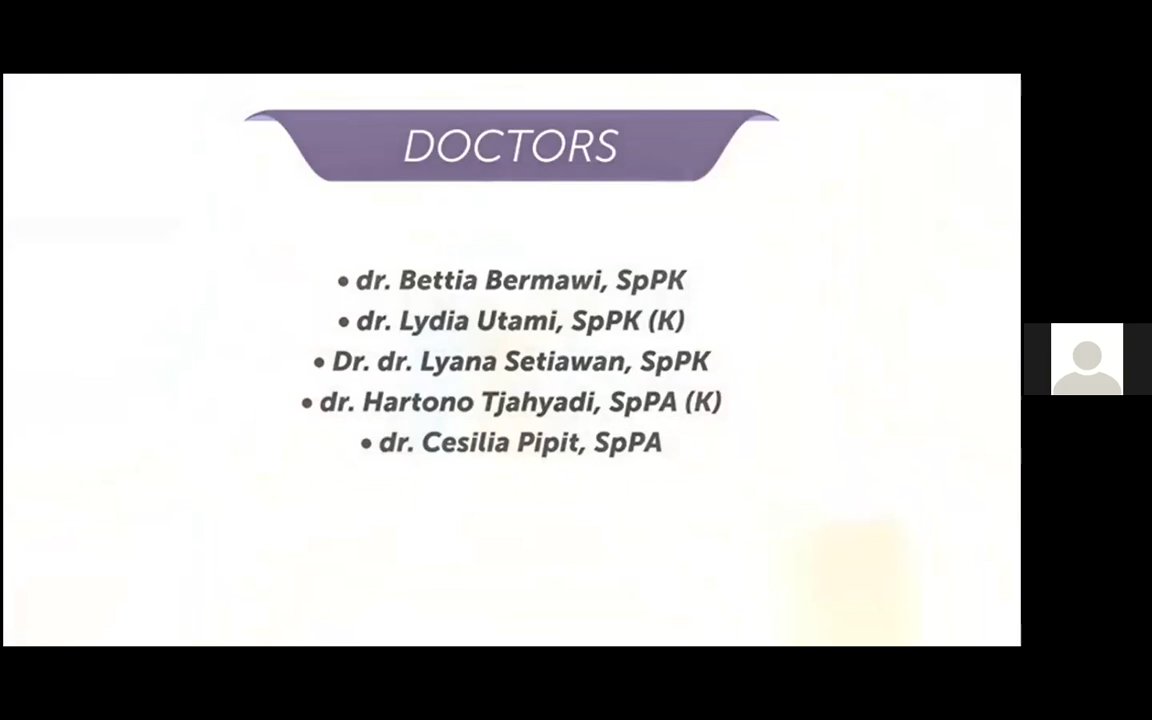 DOCTORS
• dr. Bettia Bermawi, SpPK
• dr. Lydia Utami, SpPK (K)
• Dr. dr. Lyana Setiawan, SpPK
• dr. Hartono Tjahyadi, SpPA (K)
• dr. Cesilia Pipit, SpPA